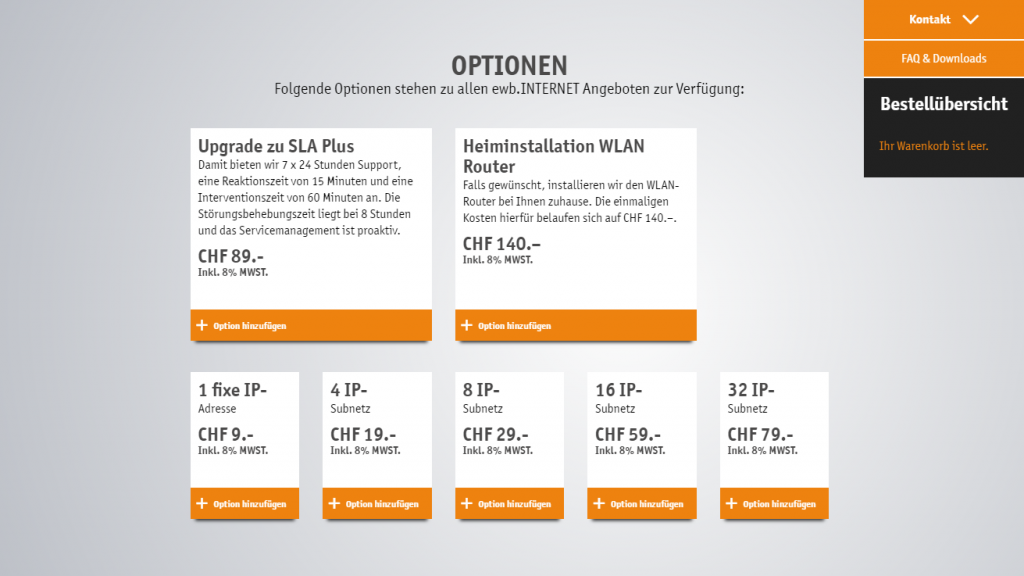 Kontakt
FAQ & Downloads
Bestellübersicht
Ihr Warenkorb ist leer.
OPTIONEN
Folgende Optionen stehen zu allen ewb.INTERNET Angeboten zur Verfügung:
Upgrade zu SLA Plus
Damit bieten wir 7 x 24 Stunden Support,
eine Reaktionszeit von 15 Minuten und eine
Interventionszeit von 60 Minuten an. Die
Störungsbehebungszeit liegt bei 8 Stunden
und das Servicemanagement ist proaktiv.
CHF 89.-
Inkl. 8% MWST.
Option hinzufügen
Heiminstallation WLAN
Router
Falls gewünscht, installieren wir den WLAN-
Router bei Ihnen zuhause. Die einmaligen
Kosten hierfür belaufen sich auf CHF 140.–.
CHF 140.–
Inkl. 8% MWST.
Option hinzufügen
1 fixe IP-
Adresse
CHF 9.-
Inkl. 8% MWST.
Option hinzufügen
4 IP-
Subnetz
CHF 19.-
Inkl. 8% MWST.
Option hinzufügen
8 IP-
Subnetz
CHF 29.-
Inkl. 8% MWST.
Option hinzufügen
16 IP-
Subnetz
CHF 59.-
Inkl. 8% MWST.
Option hinzufügen
32 IP-
Subnetz
CHF 79.-
Inkl. 8% MWST.
Option hinzufügen